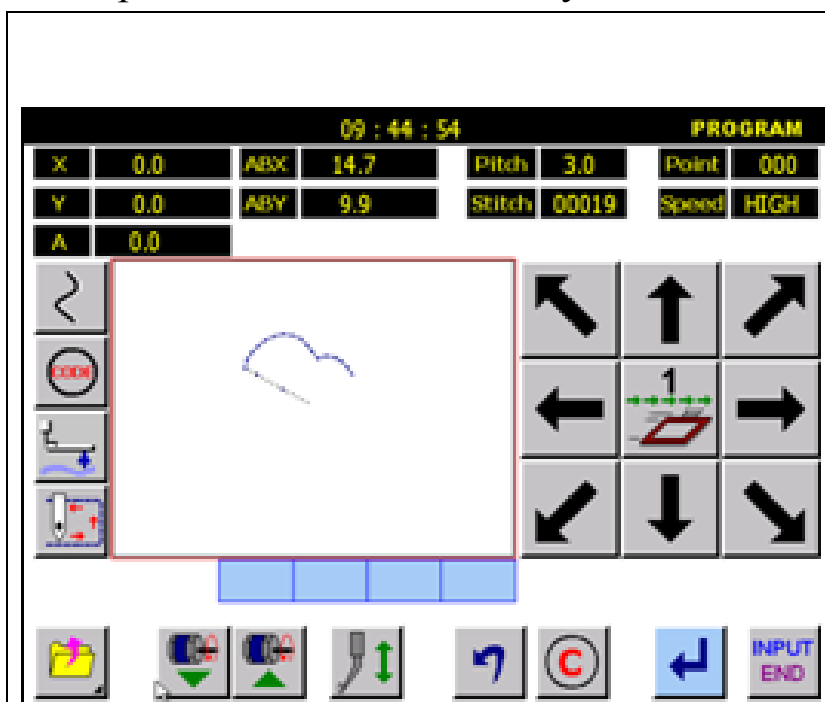 09 : 44 : 54 PROGRAM
X 0.0 ABX 14.7 Pitch 3.0 Point 000
Y 0.0 ABY 9.9 Stitch 00019 Speed HIGH
A 0.0
CODE
1
C
INPUT
END